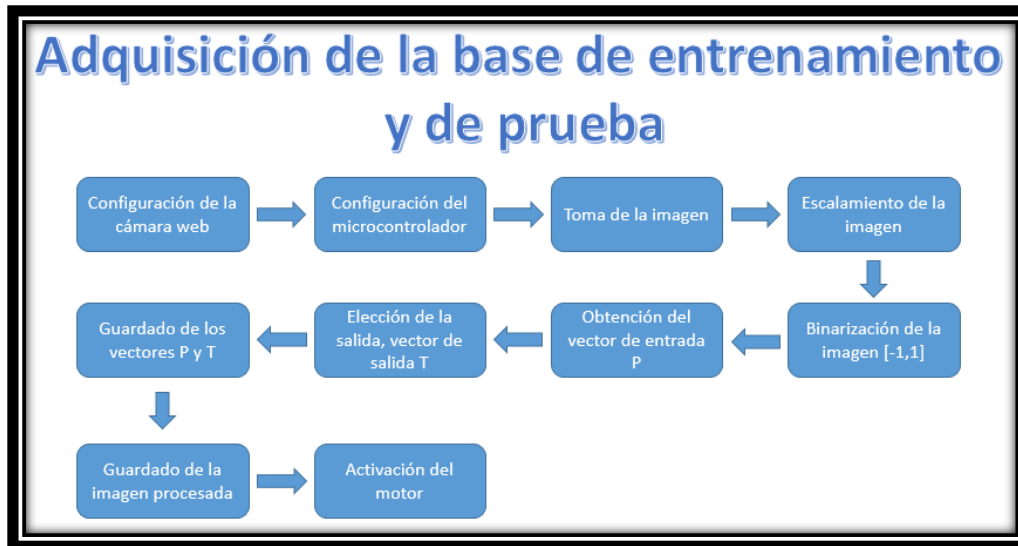 Adquisición de la base de entrenamiento
y de prueba
Configuración de la
cámara web
Configuración del
microcontrolador
Toma de la imagen
Escalamiento de la
imagen
Binarización de la
imagen [-1,1]
Obtención del
vector de entrada
P
Elección de la
salida, vector de
salida T
Guardado de los
vectores P y T
Guardado de la
imagen procesada
Activación del
motor